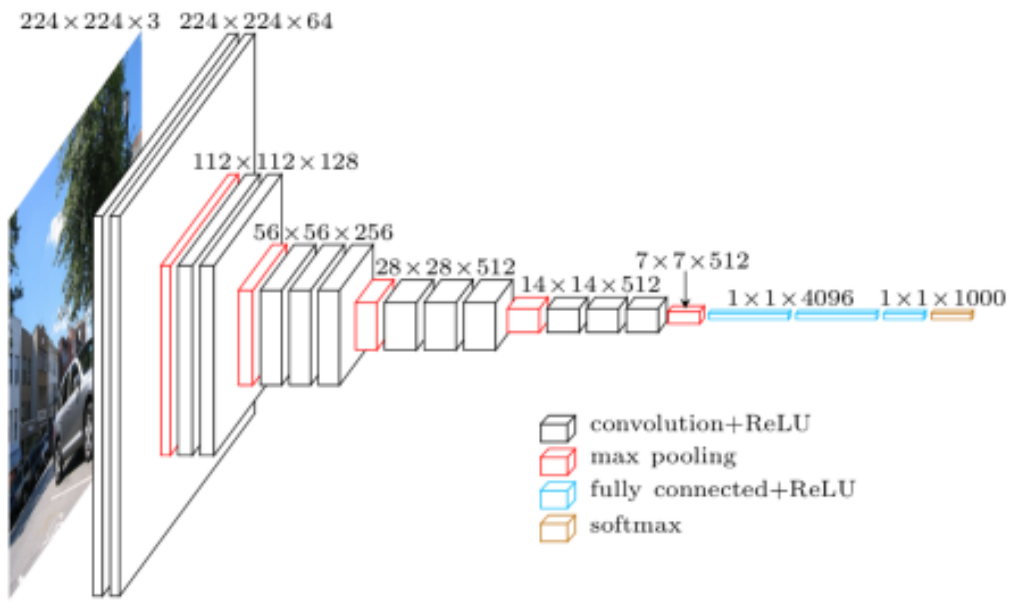 224×224×3
224×224×64
112×112×128
56×56×256
28×28×512
14×14×512
7×7×512
1×1×4096
1×1×1000
convolution+ReLU
max pooling
fully connected+ReLU
softmax